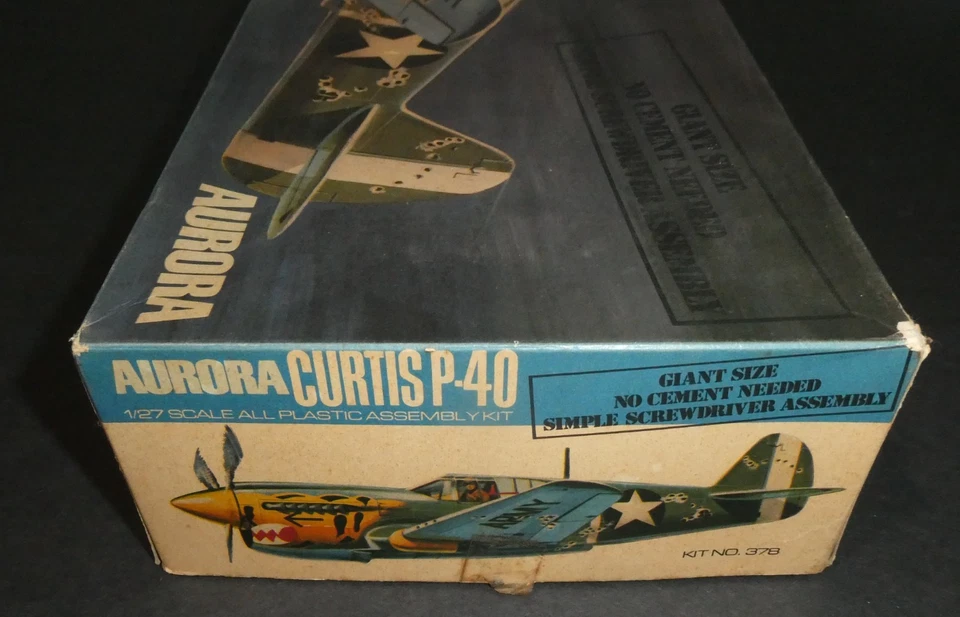 AURORA
GIANT SIZE
NO CEMENT NEEDED
SIMPLE SCREWDRIVER ASSEMBLY
AURORA CURTIS P-40
1/27 SCALE ALL PLASTIC ASSEMBLY KIT
GIANT SIZE
NO CEMENT NEEDED
SIMPLE SCREWDRIVER ASSEMBLY
ARMY
KIT NO. 378